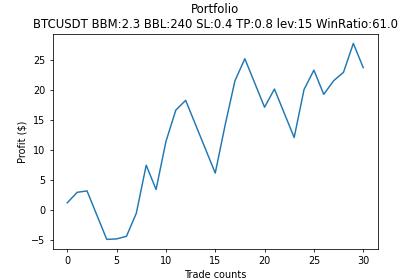 Portfolio
BTCUSDT BBM:2.3 BBL:240 SL:0.4 TP:0.8 lev:15 WinRatio:61.0
25
20
15
10
5
0
−5
Profit ($)
0 5 10 15 20 25 30
Trade counts